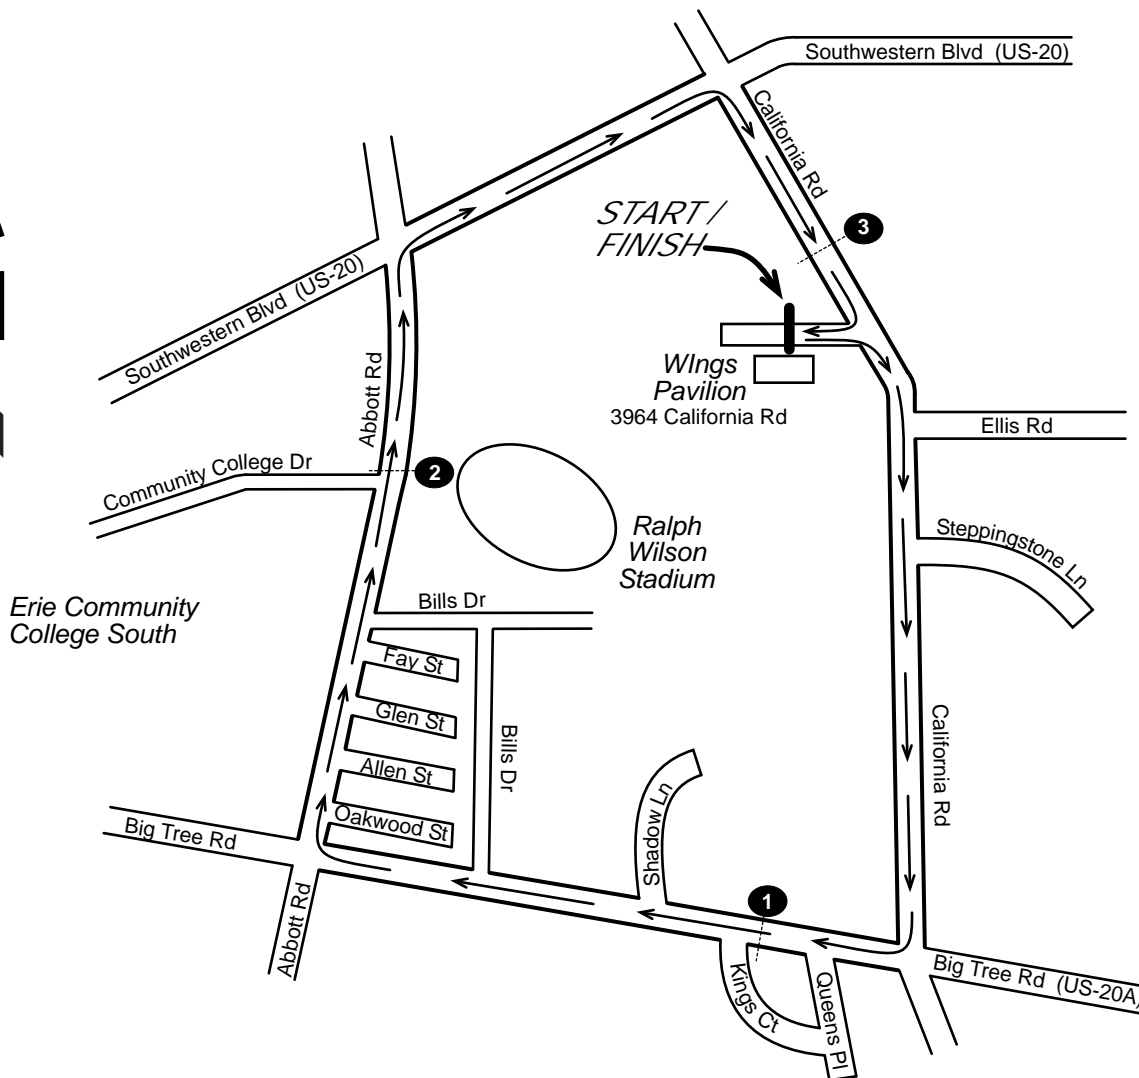 Southwestern Blvd  (US-20)
California Rd
START /
FINISH
3
Southwestern Blvd  (US-20)
Abbott Rd
WIngs
Pavilion
3964 California Rd
Ellis Rd
Community College Dr
2
Ralph
Wilson
Stadium
Steppingstone Ln
Erie Community
College South
Bills Dr
Fay St
Glen St
Bills Dr
Allen St
California Rd
Shadow Ln
Oakwood St
Big Tree Rd
Abbott Rd
1
Big Tree Rd  (US-20A)
Kings Ct
Queens Pl